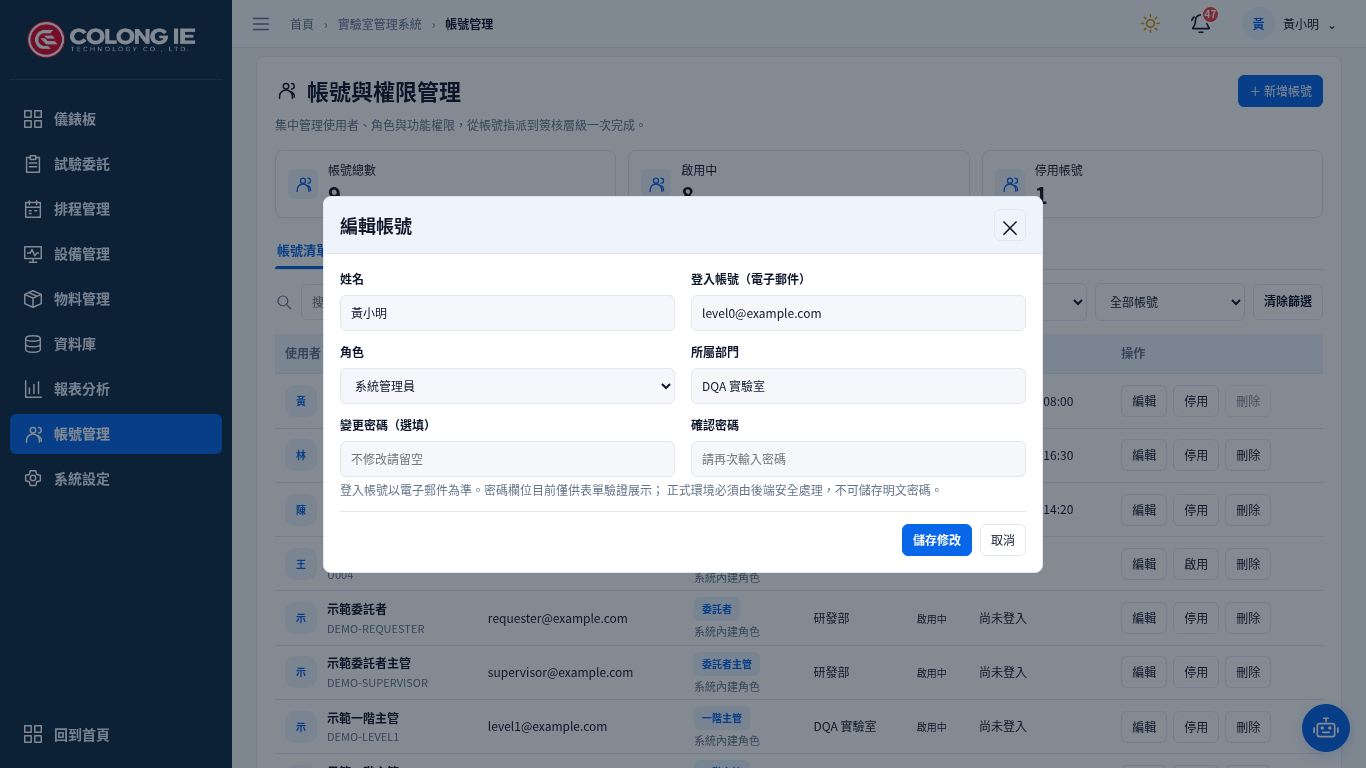 COLONG IE
TECHNOLOGY CO., LTD.
儀錶板
試驗委託
排程管理
設備管理
物料管理
資料庫
報表分析
帳號管理
系統設定
回到首頁
首頁 › 實驗室管理系統 › 帳號管理
47
黃 黃小明
帳號與權限管理
+ 新增帳號
集中管理使用者、角色與功能權限，從帳號指派到簽核層級一次完成。
帳號總數
9
啟用中
8
停用帳號
1
帳號清單
搜
全部帳號
清除篩選
編輯帳號
姓名
登入帳號（電子郵件）
黃小明
level0@example.com
角色
所屬部門
系統管理員
DQA 實驗室
變更密碼（選填）
確認密碼
不修改請留空
請再次輸入密碼
登入帳號以電子郵件為準。密碼欄位目前僅供表單驗證展示； 正式環境必須由後端安全處理，不可儲存明文密碼。
儲存修改
取消
使用者
操作
黃 08:00 編輯 停用 刪除
林 16:30 編輯 停用 刪除
陳 14:20 編輯 停用 刪除
王 編輯 啟用 刪除
U004 系統內建角色
示 示範委託者 requester@example.com 委託者 研發部 啟用中 尚未登入 編輯 停用 刪除
DEMO-REQUESTER 系統內建角色
示 示範委託者主管 supervisor@example.com 委託者主管 研發部 啟用中 尚未登入 編輯 停用 刪除
DEMO-SUPERVISOR 系統內建角色
示 示範一階主管 level1@example.com 一階主管 DQA 實驗室 啟用中 尚未登入 編輯 停用 刪除
DEMO-LEVEL1 系統內建角色